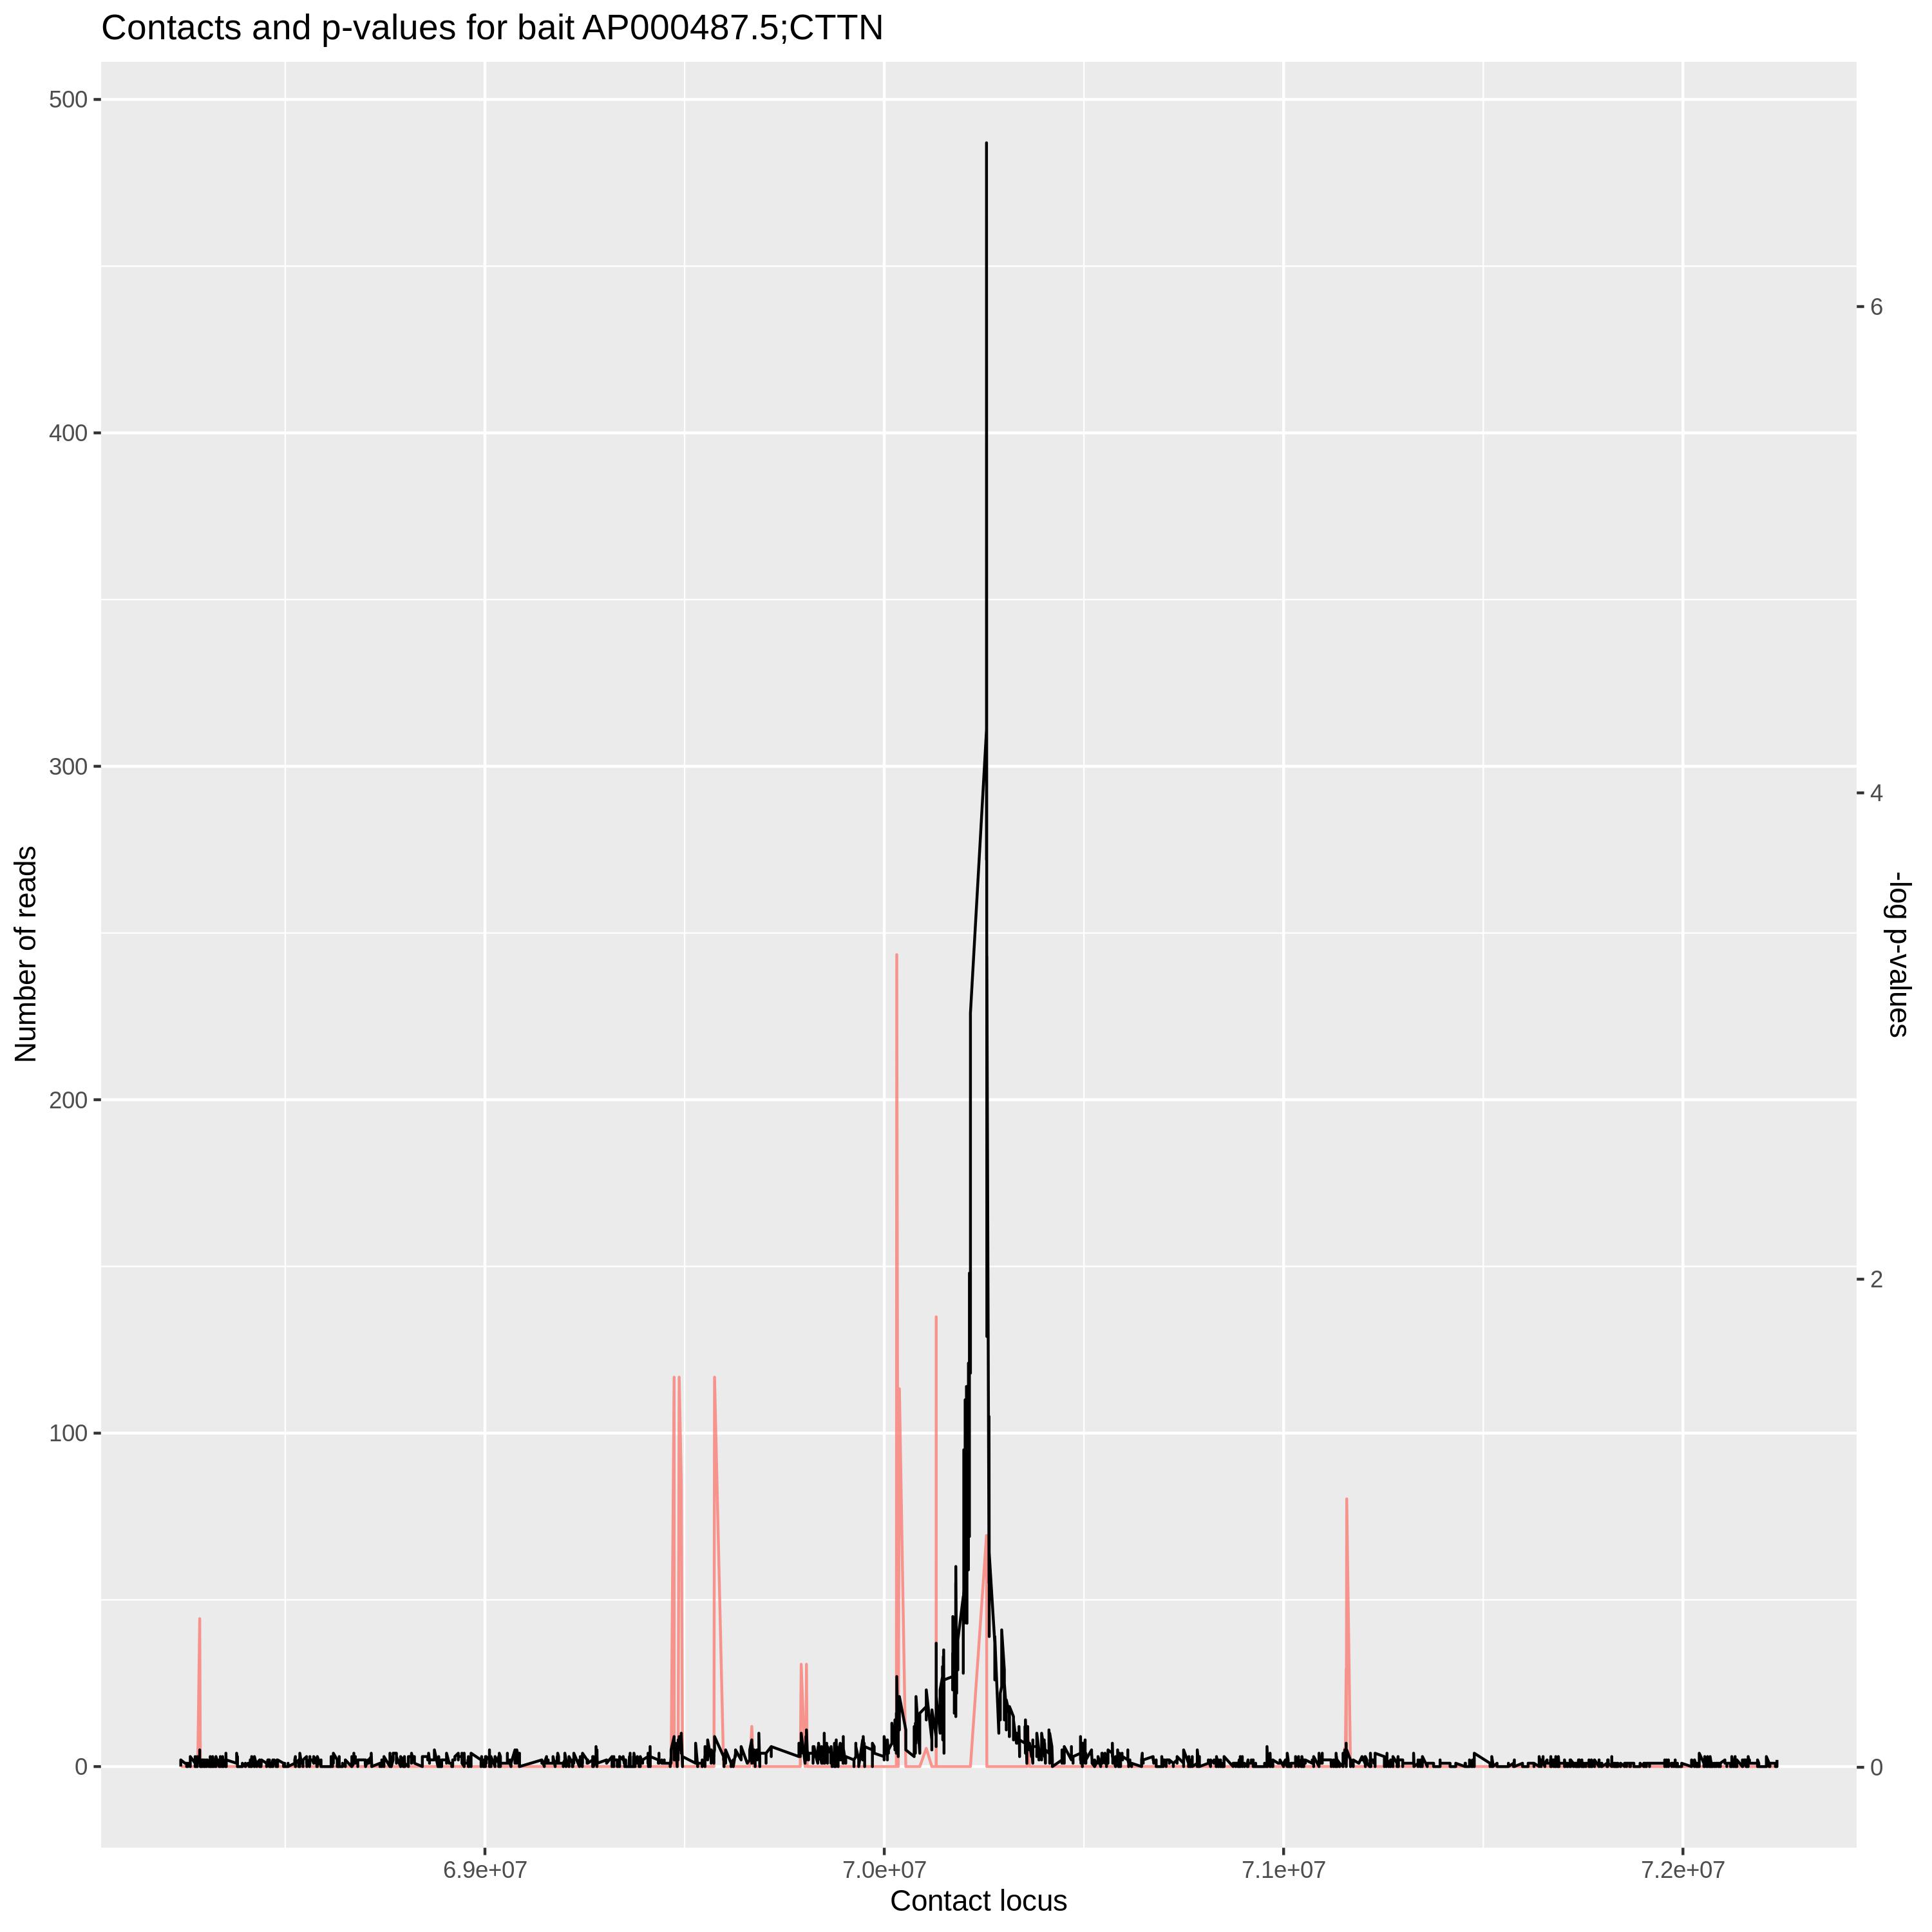 Contacts and p-values for bait AP000487.5;CTTN
500
400
300
200
100
0
Number of reads
6
4
2
0
-log p-values
6.9e+07
7.0e+07
7.1e+07
7.2e+07
Contact locus